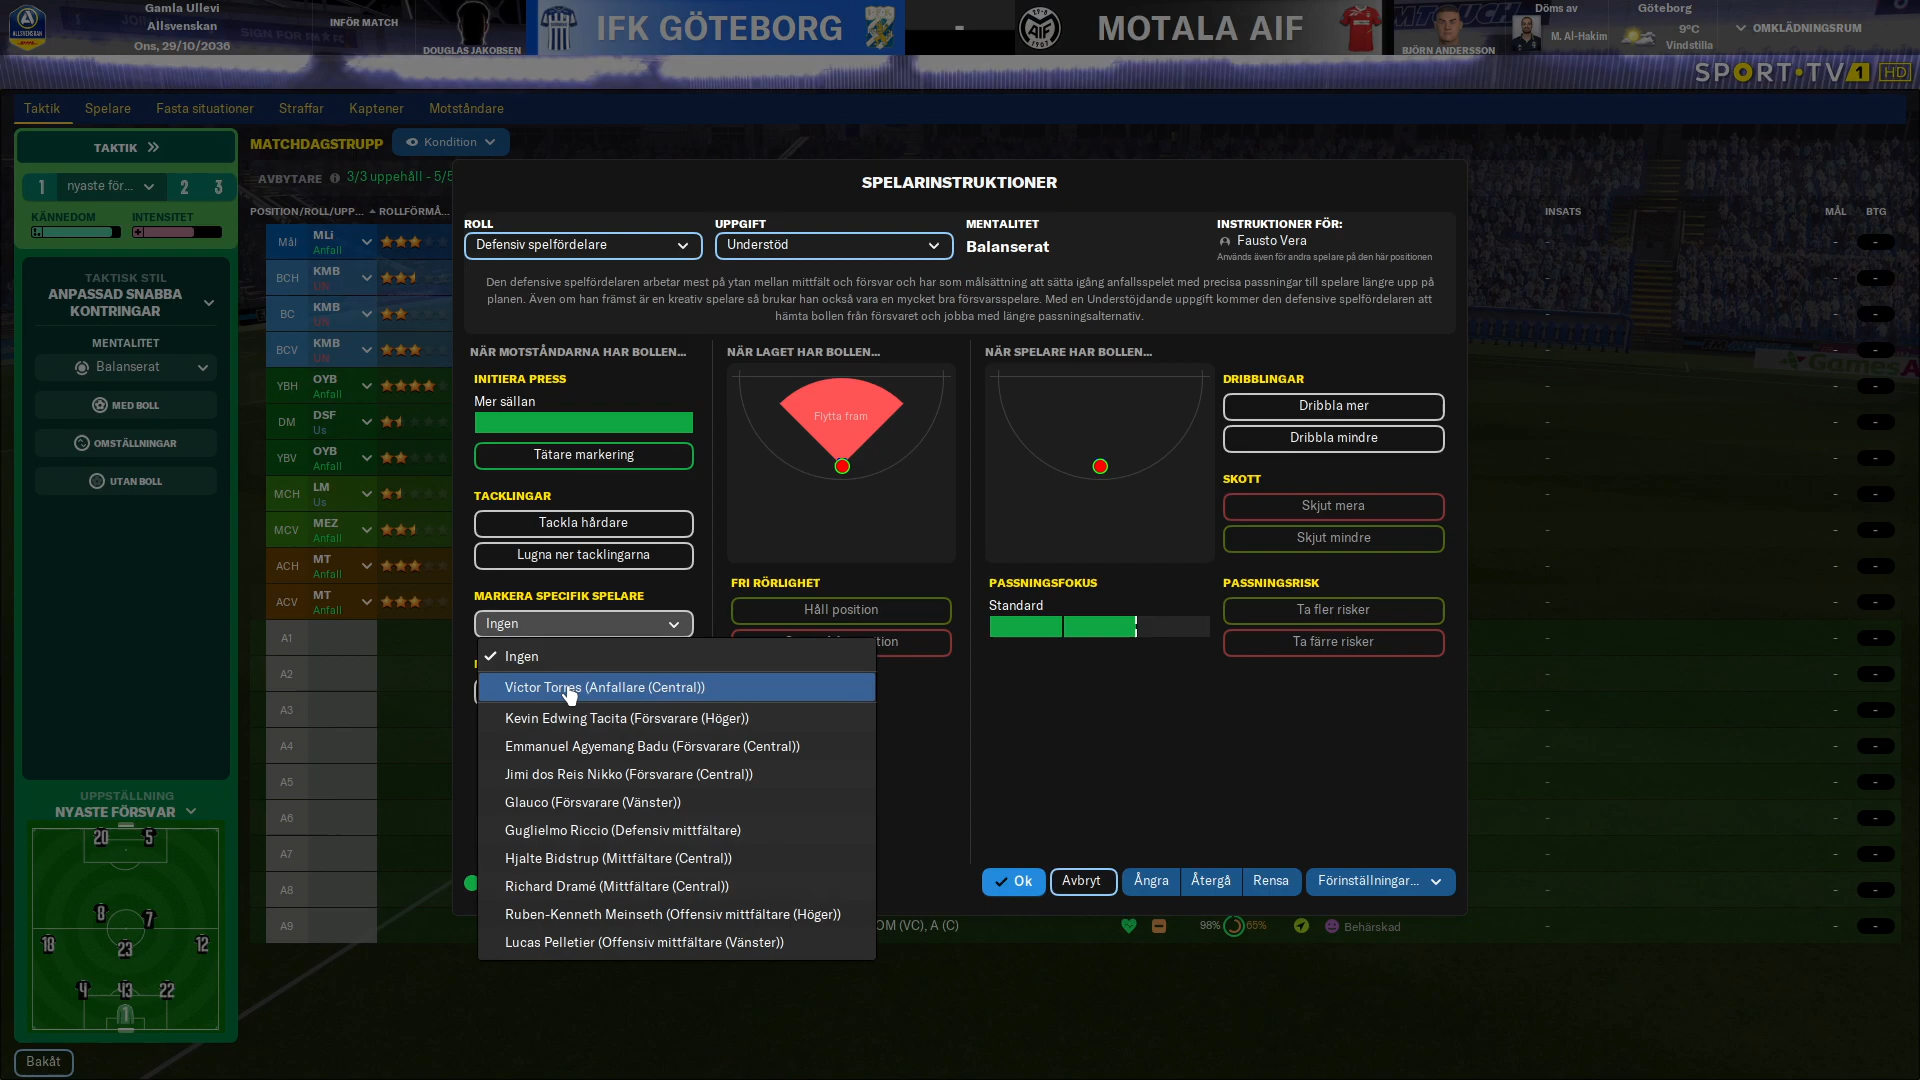 Gamla Ullevi
Allsvenskan
Ons, 29/10/2036
INFÖR MATCH
DOUGLAS JAKOBSEN
IFK GÖTEBORG
-
MOTALA AIF
BJÖRN ANDERSSON
Döms av
M. Al-Hakim
Göteborg
9°C
Vindstilla
OMKLÄDNINGSRUM
SPORT•TV1 HD
Taktik
Spelare
Fasta situationer
Straffar
Kaptener
Motståndare
TAKTIK
MATCHDAGSTRUPP
Kondition
AVBYTARE
3/3 uppehåll - 5/5
1
nyaste för...
2
3
KÄNNEDOM
INTENSITET
POSITION/ROLL/UPP...
ROLLFÖRMÅ...
INSATS
MÅL
BTG
Mål MLi
Anfall
BCH KMB
UN
BC KMB
UN
BCV KMB
UN
YBH OYB
Anfall
DM DSF
Us
YBV OYB
Anfall
MCH LM
Us
MCV MEZ
Anfall
ACH MT
Anfall
ACV MT
Anfall
A1
A2
A3
A4
A5
A6
A7
A8
A9
TAKTISK STIL
ANPASSAD SNABBA
KONTRINGAR
MENTALITET
Balanserat
MED BOLL
OMSTÄLLNINGAR
UTAN BOLL
UPPSTÄLLNING
NYASTE FÖRSVAR
20 5
8 7
18 23 12
4 43 22
1
Bakåt
SPELARINSTRUKTIONER
ROLL
Defensiv spelfördelare
UPPGIFT
Understöd
MENTALITET
Balanserat
INSTRUKTIONER FÖR:
Fausto Vera
Används även för andra spelare på den här positionen
Den defensive spelfördelaren arbetar mest på ytan mellan mittfält och försvar och har som målsättning att sätta igång anfallsspelet med precisa passningar till spelare längre upp på
planen. Även om han främst är en kreativ spelare så brukar han också vara en mycket bra försvarsspelare. Med en Understöjdande uppgift kommer den defensive spelfördelaren att
hämta bollen från försvaret och jobba med längre passningsalternativ.
NÄR MOTSTÅNDARNA HAR BOLLEN...
INITIERA PRESS
Mer sällan
Tätare markering
TACKLINGAR
Tackla hårdare
Lugna ner tacklingarna
MARKERA SPECIFIK SPELARE
Ingen
Ingen
Víctor Torres (Anfallare (Central))
Kevin Edwing Tacita (Försvarare (Höger))
Emmanuel Agyemang Badu (Försvarare (Central))
Jimi dos Reis Nikko (Försvarare (Central))
Glauco (Försvarare (Vänster))
Guglielmo Riccio (Defensiv mittfältare)
Hjalte Bidstrup (Mittfältare (Central))
Richard Dramé (Mittfältare (Central))
Ruben-Kenneth Meinseth (Offensiv mittfältare (Höger))
Lucas Pelletier (Offensiv mittfältare (Vänster))
NÄR LAGET HAR BOLLEN...
Flytta fram
FRI RÖRLIGHET
Håll position
NÄR SPELARE HAR BOLLEN...
PASSNINGSFOKUS
Standard
DRIBBLINGAR
Dribbla mer
Dribbla mindre
SKOTT
Skjut mera
Skjut mindre
PASSNINGSRISK
Ta fler risker
Ta färre risker
Ok
Avbryt
Ångra
Återgå
Rensa
Förinställningar...
OM (VC), A (C)
98%
65%
Behärskad